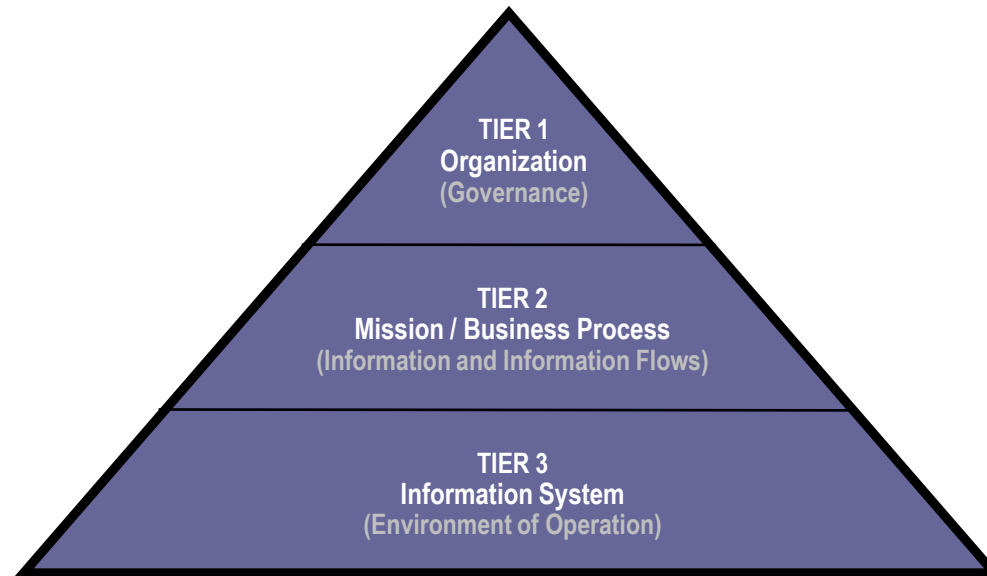 TIER 1
Organization
(Governance)
TIER 2
Mission / Business Process
(Information and Information Flows)
TIER 3
Information System
(Environment of Operation)